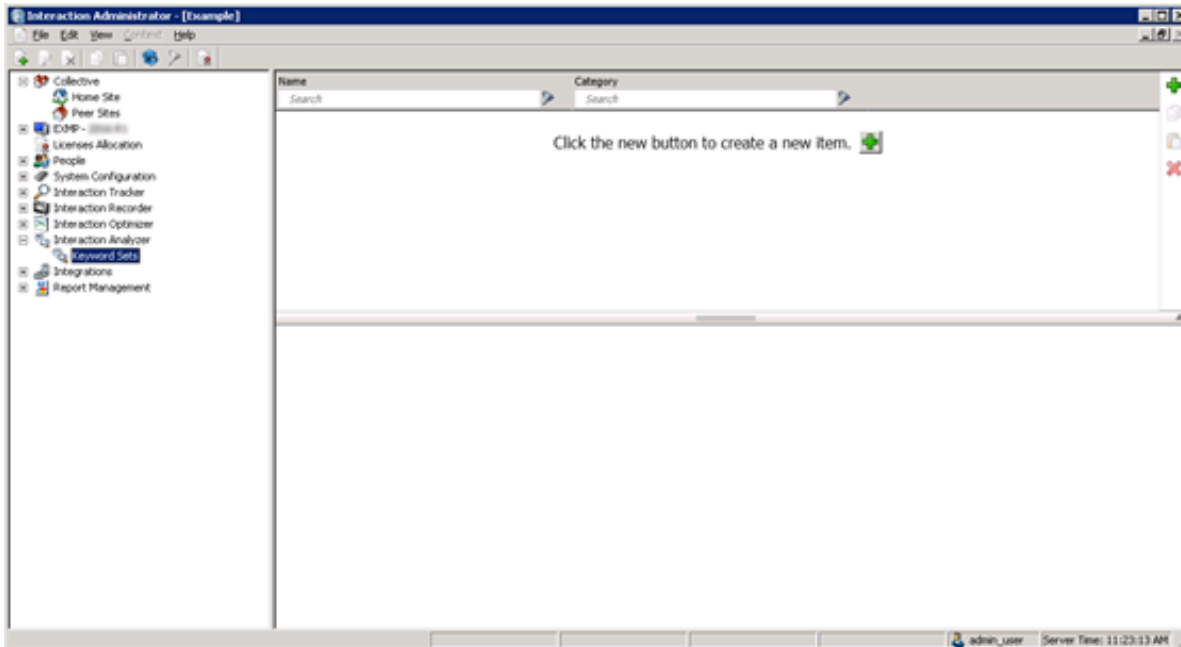 Interaction Administrator - [Example]
File Edit View Context Help
Collective
Home Site
Peer Sites
EXMP-
Licenses Allocation
People
System Configuration
Interaction Tracker
Interaction Recorder
Interaction Optimizer
Interaction Analyzer
Keyword Sets
Integrations
Report Management
Name Category
Search Search
Click the new button to create a new item.
admin_user Server Time: 11:23:13 AM